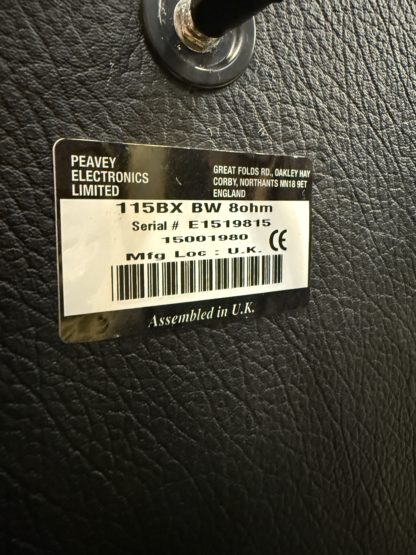 PEAVEY
ELECTRONICS
LIMITED
GREAT FOLDS RD., OAKLEY HAY
CORBY, NORTHANTS NN18 9ET
ENGLAND
115BX BW 8ohm
Serial # E1519815
15001980
Mfg Loc : U.K.
CE
Assembled in U.K.